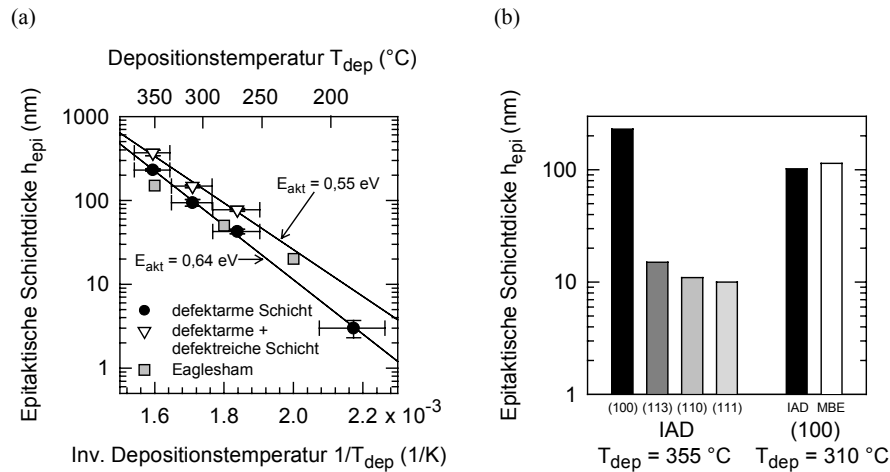 (a)
Depositionstemperatur T_dep (°C)
350 300 250 200
Epitaktische Schichtdicke h_epi (nm)
1000
100
10
1
E_akt = 0,55 eV
E_akt = 0,64 eV
defektarme Schicht
defektarme +
defektreiche Schicht
Eaglesham
1.6 1.8 2.0 2.2 x 10⁻³
Inv. Depositionstemperatur 1/T_dep (1/K)
(b)
Epitaktische Schichtdicke h_epi (nm)
100
10
1
(100) (113) (110) (111) IAD MBE
IAD (100)
T_dep = 355 °C T_dep = 310 °C